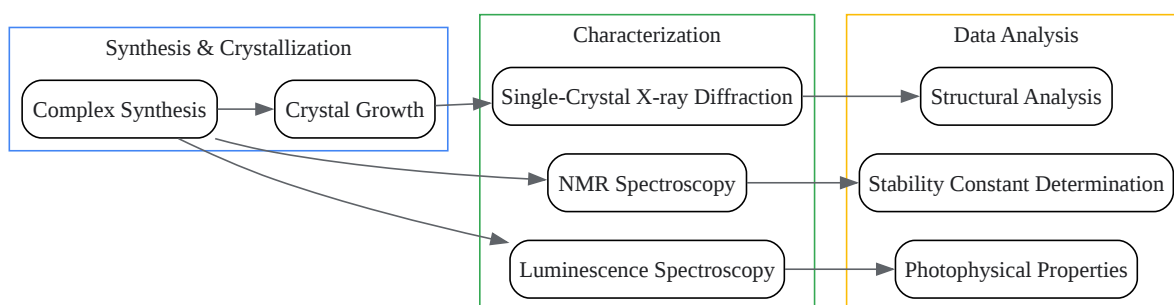 Synthesis & Crystallization
Complex Synthesis
Crystal Growth
Characterization
Single-Crystal X-ray Diffraction
NMR Spectroscopy
Luminescence Spectroscopy
Data Analysis
Structural Analysis
Stability Constant Determination
Photophysical Properties